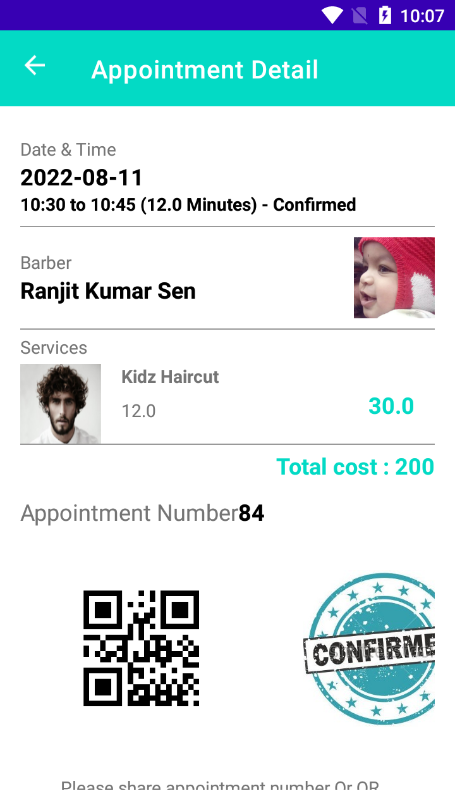 10:07
Appointment Detail
Date & Time
2022-08-11
10:30 to 10:45 (12.0 Minutes) - Confirmed
Barber
Ranjit Kumar Sen
Services
Kidz Haircut
12.0
30.0
Total cost : 200
Appointment Number84
CONFIRME
Please share appointment number Or QR